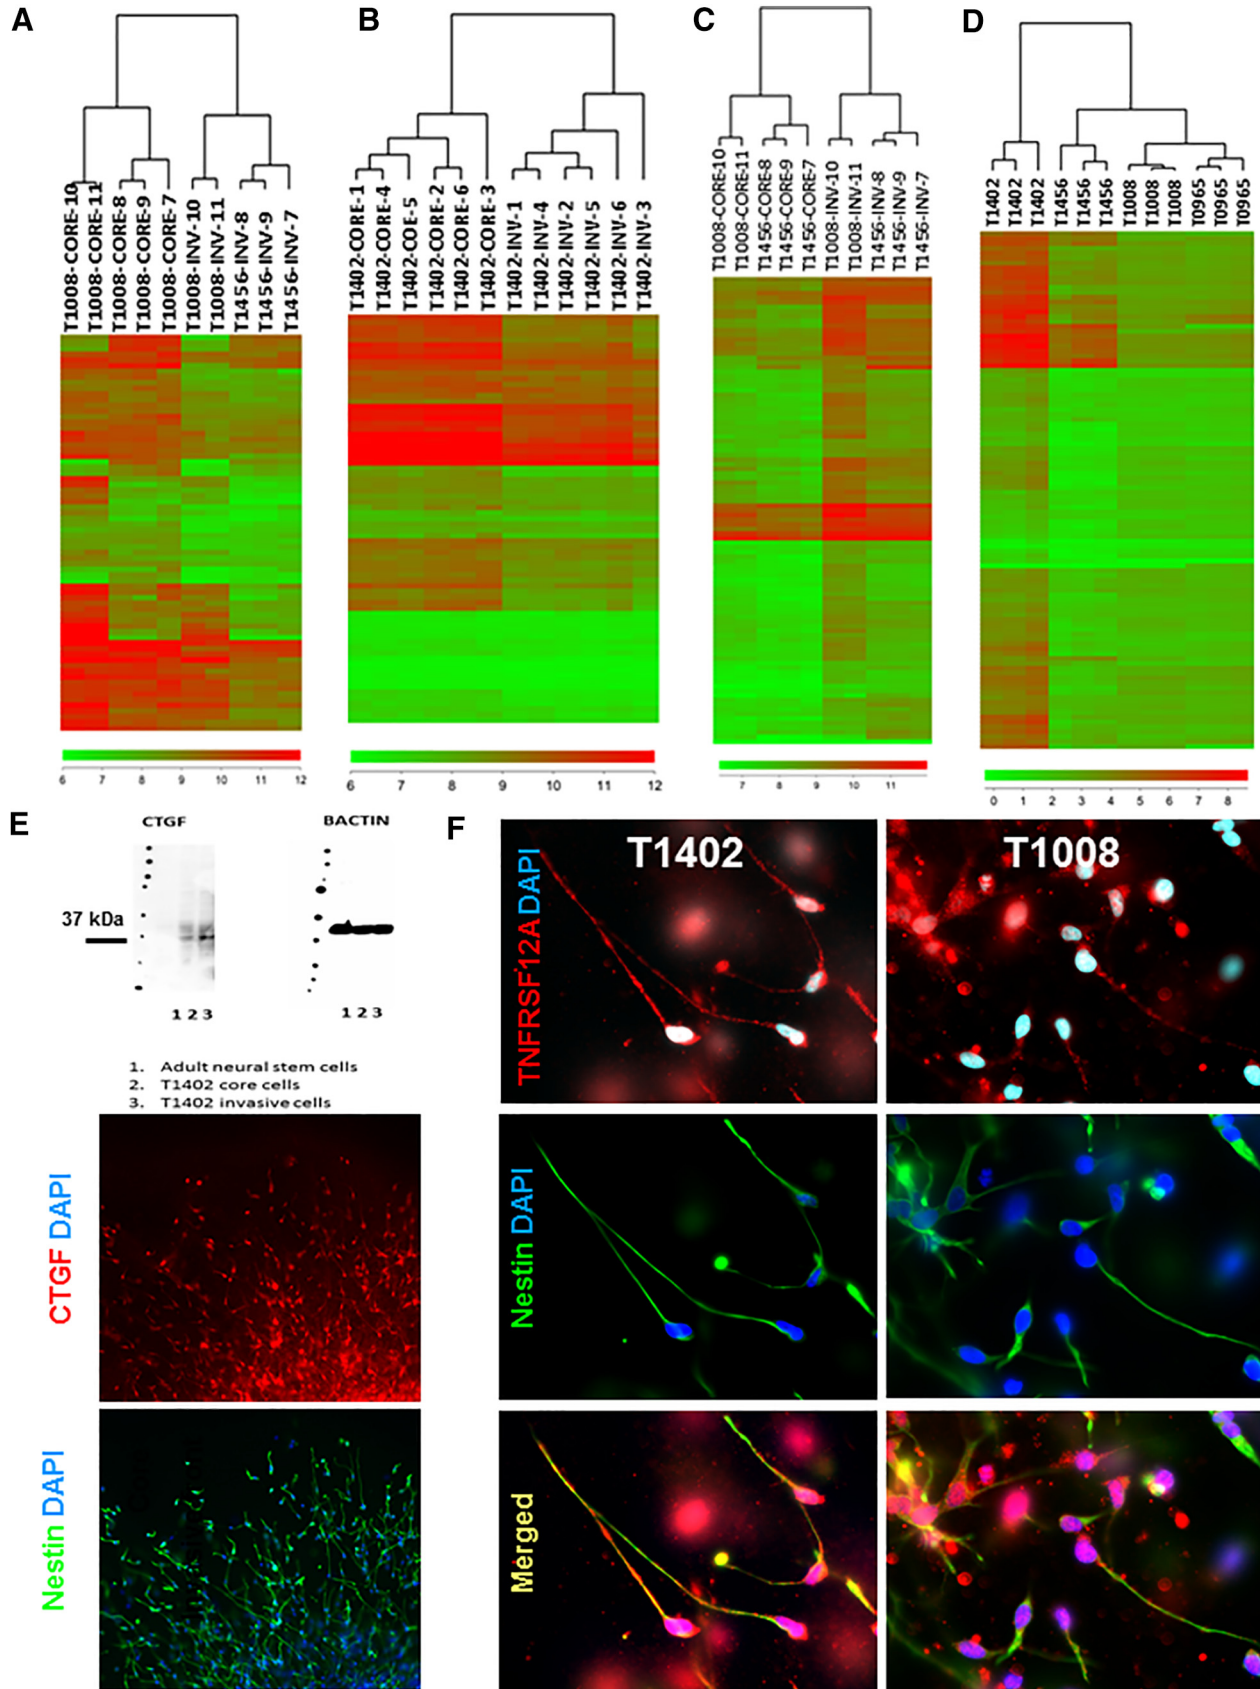 A
B
C
D
T1008-CORE-10
T1008-CORE-11
T1008-CORE-8
T1008-CORE-9
T1008-CORE-7
T1008-INV-10
T1008-INV-11
T1456-INV-8
T1456-INV-9
T1456-INV-7
T1402-CORE-1
T1402-CORE-4
T1402-CORE-5
T1402-CORE-2
T1402-CORE-6
T1402-CORE-3
T1402-INV-1
T1402-INV-4
T1402-INV-2
T1402-INV-5
T1402-INV-6
T1402-INV-3
T1008-CORE-10
T1008-CORE-11
T1456-CORE-8
T1456-CORE-9
T1456-CORE-7
T1008-INV-10
T1008-INV-11
T1456-INV-8
T1456-INV-9
T1456-INV-7
T1402
T1402
T1402
T1456
T1456
T1456
T1008
T1008
T1008
T0965
T0965
T0965
6 7 8 9 10 11 12
6 7 8 9 10 11 12
7 8 9 10 11
0 1 2 3 4 5 6 7 8
E
CTGF
BACTIN
37 kDa
1 2 3
1 2 3
1. Adult neural stem cells
2. T1402 core cells
3. T1402 invasive cells
CTGF DAPI
Nestin DAPI
F
T1402
T1008
TNFRSF12A DAPI
Nestin DAPI
Merged